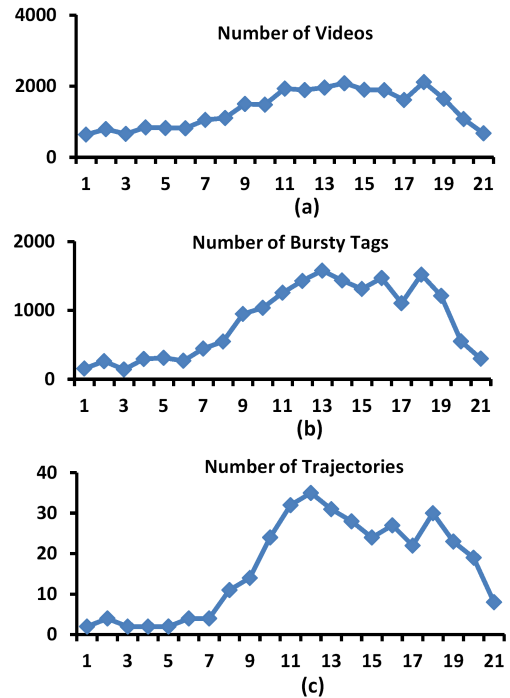 Number of Videos
4000
2000
0
1 3 5 7 9 11 13 15 17 19 21
(a)
Number of Bursty Tags
2000
1000
0
1 3 5 7 9 11 13 15 17 19 21
(b)
Number of Trajectories
40
30
20
10
0
1 3 5 7 9 11 13 15 17 19 21
(c)